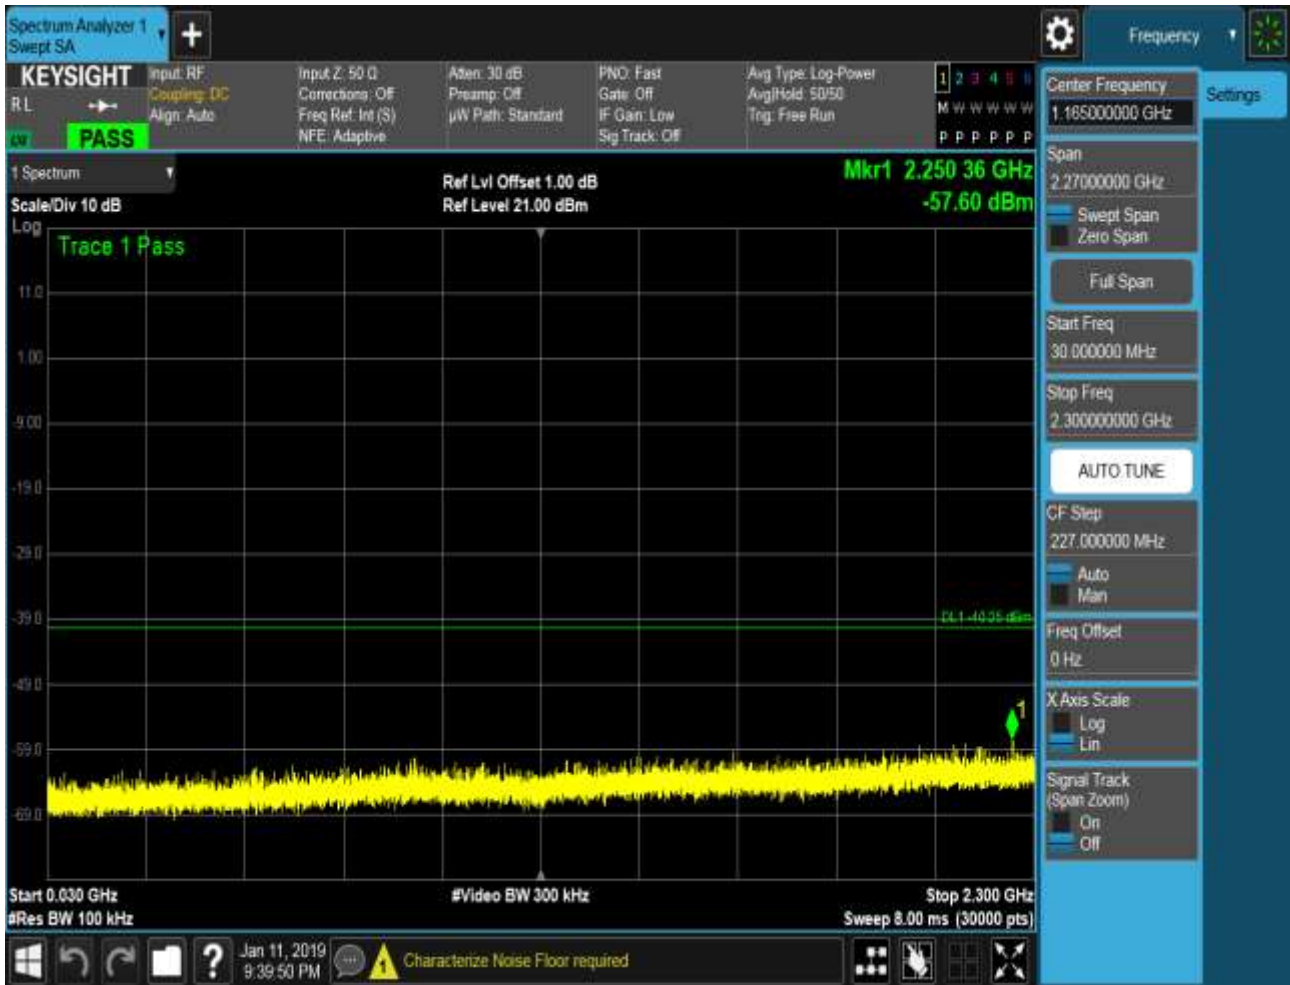 Spectrum Analyzer 1
Swept SA
+
Frequency
KEYSIGHT
RL
PASS
Input: RF
Coupling: DC
Align: Auto
Input Z: 50 Ω
Corrections: Off
Freq Ref: Int (S)
NFE: Adaptive
Atten: 30 dB
Preamp: Off
µW Path: Standard
PNO: Fast
Gate: Off
IF Gain: Low
Sig Track: Off
Avg Type: Log-Power
Avg|Hold: 50/50
Trig: Free Run
1 2 3 4 5 6
M W W W W W
P P P P P P
1 Spectrum
Scale/Div 10 dB
Ref Lvl Offset 1.00 dB
Ref Level 21.00 dBm
Mkr1 2.250 36 GHz
-57.60 dBm
Log
Trace 1 Pass
11.0
1.00
-9.00
-19.0
-29.0
-39.0
DL1 -40.25 dBm
-49.0
1
-59.0
-69.0
Start 0.030 GHz
#Video BW 300 kHz
Stop 2.300 GHz
#Res BW 100 kHz
Sweep 8.00 ms (30000 pts)
Center Frequency
1.165000000 GHz
Settings
Span
2.27000000 GHz
Swept Span
Zero Span
Full Span
Start Freq
30.000000 MHz
Stop Freq
2.300000000 GHz
AUTO TUNE
CF Step
227.000000 MHz
Auto
Man
Freq Offset
0 Hz
X Axis Scale
Log
Lin
Signal Track
(Span Zoom)
On
Off
?
Jan 11, 2019
9:39:50 PM
1
Characterize Noise Floor required